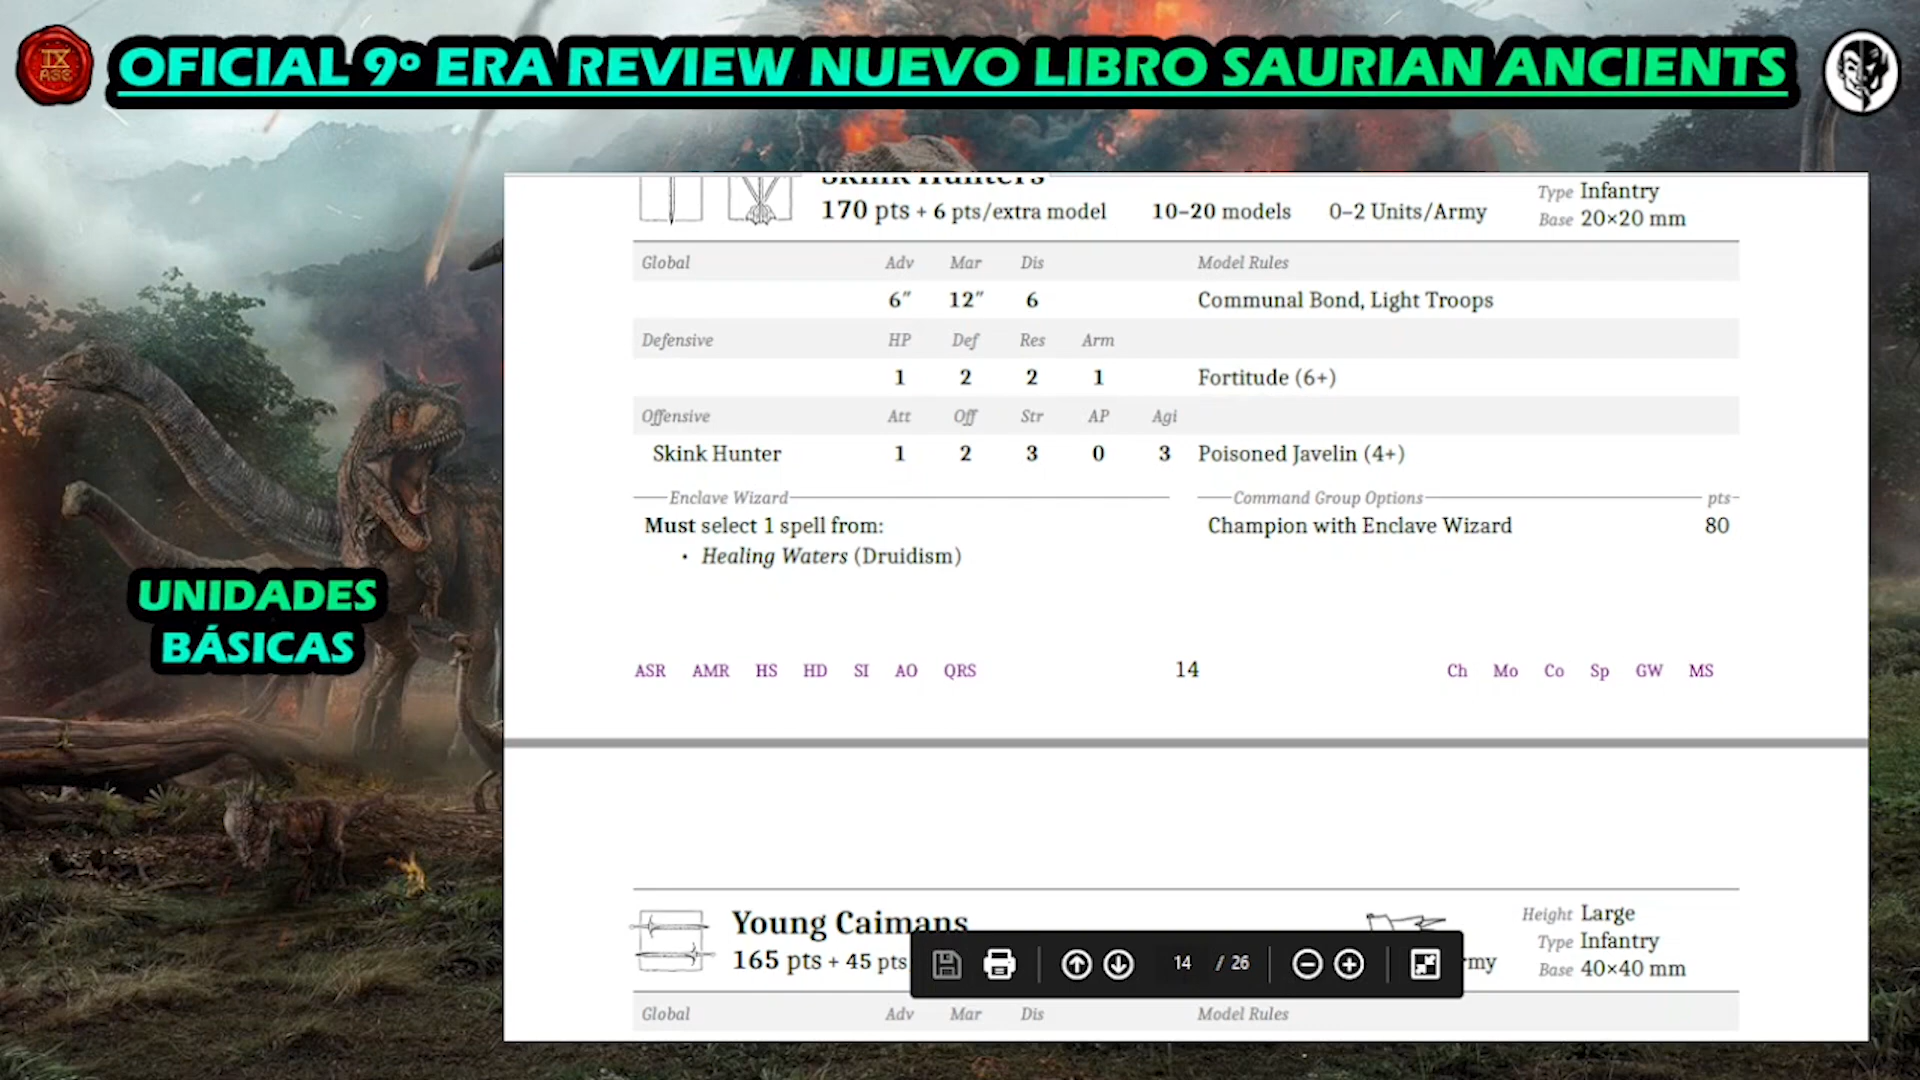 IX
AGE
OFICIAL 9º ERA REVIEW NUEVO LIBRO SAURIAN ANCIENTS
Skink Hunters
170 pts + 6 pts/extra model 10–20 models 0–2 Units/Army
Type Infantry
Base 20×20 mm
Global Adv Mar Dis Model Rules
6″ 12″ 6 Communal Bond, Light Troops
Defensive HP Def Res Arm
1 2 2 1 Fortitude (6+)
Offensive Att Off Str AP Agi
Skink Hunter 1 2 3 0 3 Poisoned Javelin (4+)
Enclave Wizard
Must select 1 spell from:
• Healing Waters (Druidism)
Command Group Options pts
Champion with Enclave Wizard 80
UNIDADES
BÁSICAS
ASR AMR HS HD SI AO QRS 14 Ch Mo Co Sp GW MS
Young Caimans
165 pts + 45 pts
my
Height Large
Type Infantry
Base 40×40 mm
14 / 26
Global Adv Mar Dis Model Rules